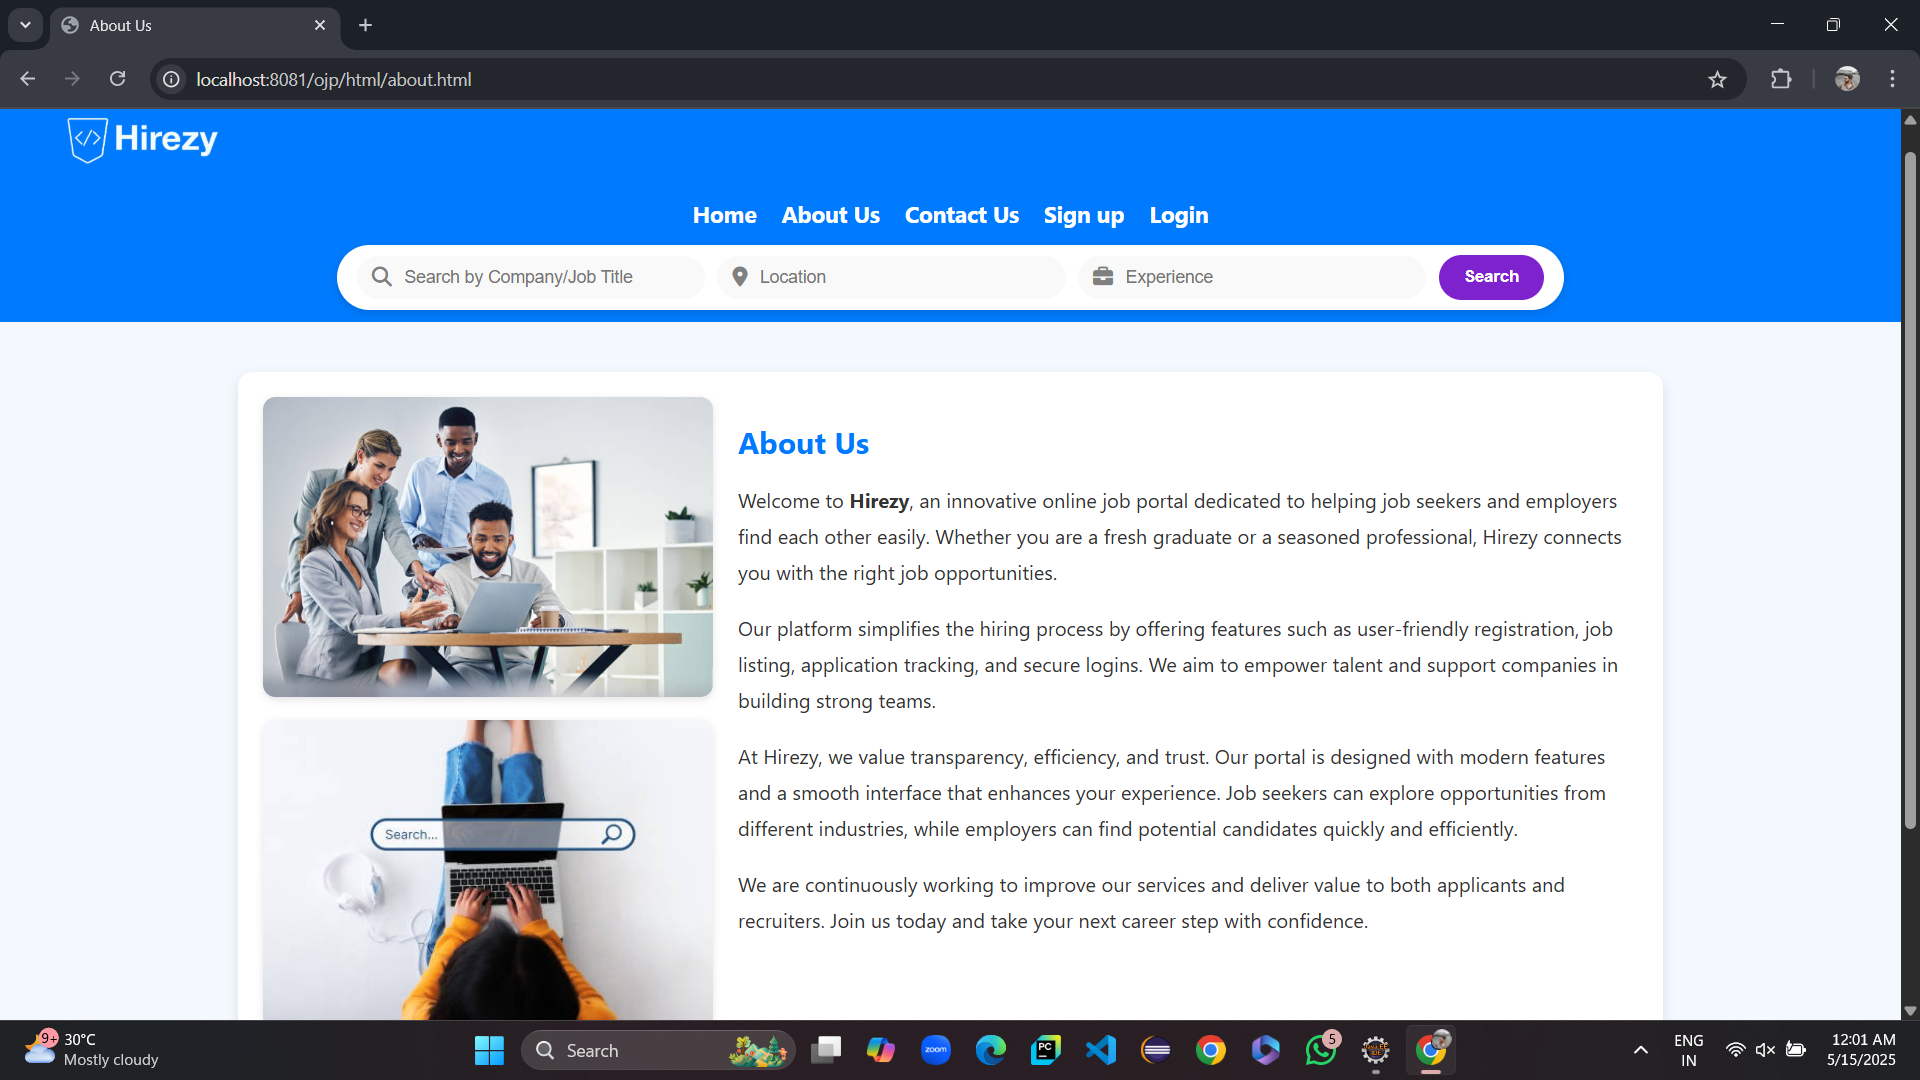 About Us
localhost:8081/ojp/html/about.html
</> Hirezy
Home About Us Contact Us Sign up Login
Search by Company/Job Title Location Experience Search
About Us
Welcome to Hirezy, an innovative online job portal dedicated to helping job seekers and employers
find each other easily. Whether you are a fresh graduate or a seasoned professional, Hirezy connects
you with the right job opportunities.
Our platform simplifies the hiring process by offering features such as user-friendly registration, job
listing, application tracking, and secure logins. We aim to empower talent and support companies in
building strong teams.
At Hirezy, we value transparency, efficiency, and trust. Our portal is designed with modern features
and a smooth interface that enhances your experience. Job seekers can explore opportunities from
different industries, while employers can find potential candidates quickly and efficiently.
Search...
We are continuously working to improve our services and deliver value to both applicants and
recruiters. Join us today and take your next career step with confidence.
9+ 30°C
Mostly cloudy
Search
zoom
PC
5
ENG
IN
12:01 AM
5/15/2025